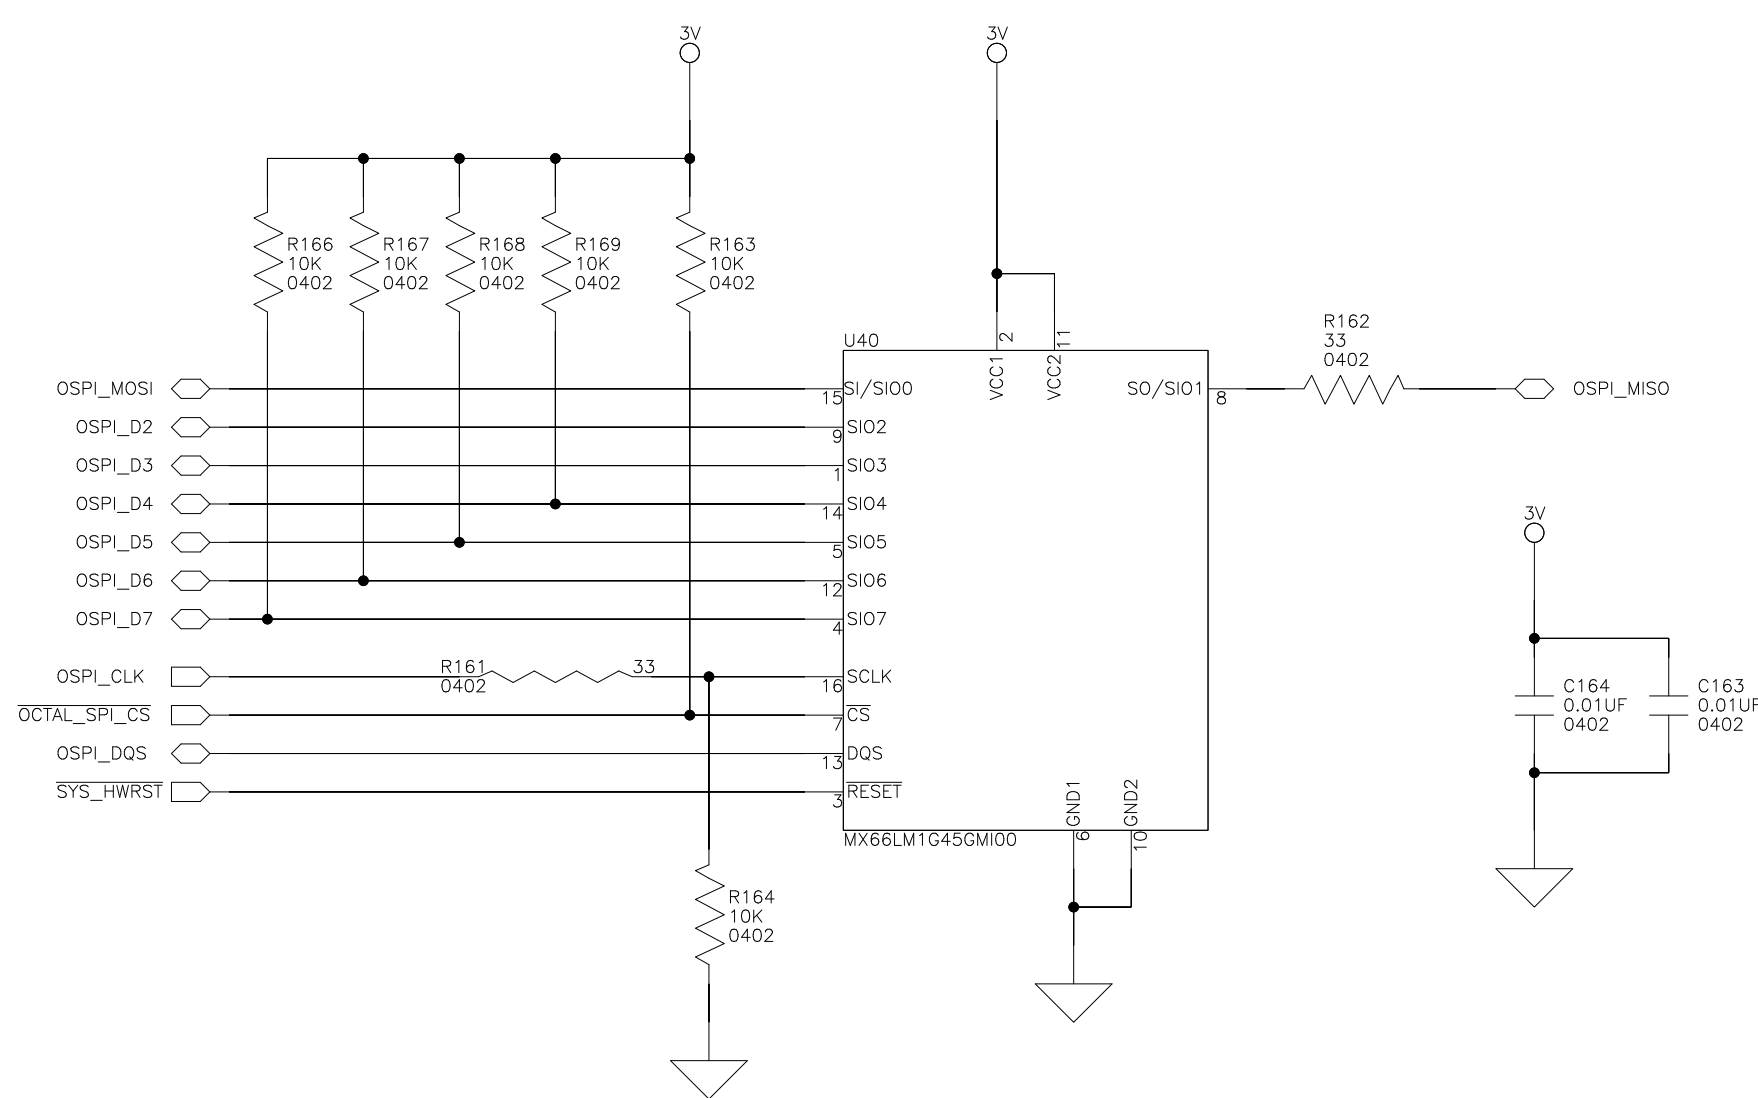 3V
3V
R166
10K
0402
R167
10K
0402
R168
10K
0402
R169
10K
0402
R163
10K
0402
U40
2
11
VCC1
VCC2
R162
33
0402
OSPI_MOSI
15
SI/SIO0
SO/SIO1
8
OSPI_MISO
OSPI_D2
9
SIO2
OSPI_D3
1
SIO3
OSPI_D4
14
SIO4
OSPI_D5
5
SIO5
OSPI_D6
12
SIO6
OSPI_D7
4
SIO7
OSPI_CLK
R161
0402
33
16
SCLK
OCTAL_SPI_CS
7
CS
OSPI_DQS
13
DQS
SYS_HWRST
3
RESET
GND1
GND2
6
10
MX66LM1G45GMI00
R164
10K
0402
3V
C164
0.01UF
0402
C163
0.01UF
0402